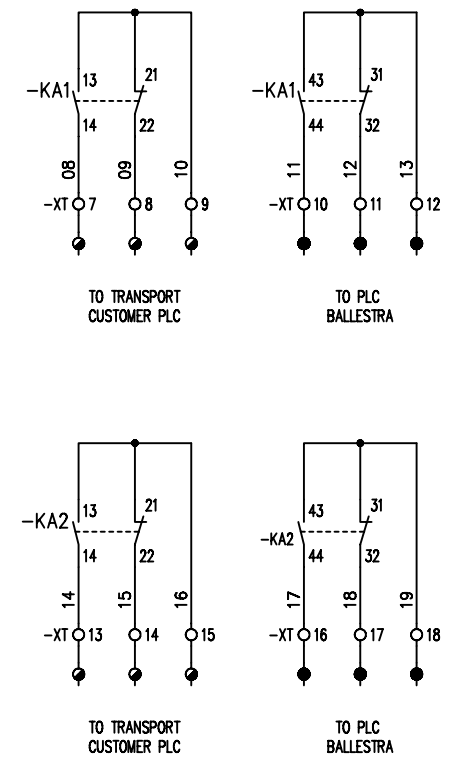 13 21
-KA1
14 22
08 09 10
-XT 7 8 9
TO TRANSPORT
CUSTOMER PLC
43 31
-KA1
44 32
11 12 13
-XT 10 11 12
TO PLC
BALLESTRA
13 21
-KA2
14 22
14 15 16
-XT 13 14 15
TO TRANSPORT
CUSTOMER PLC
43 31
-KA2
44 32
17 18 19
-XT 16 17 18
TO PLC
BALLESTRA